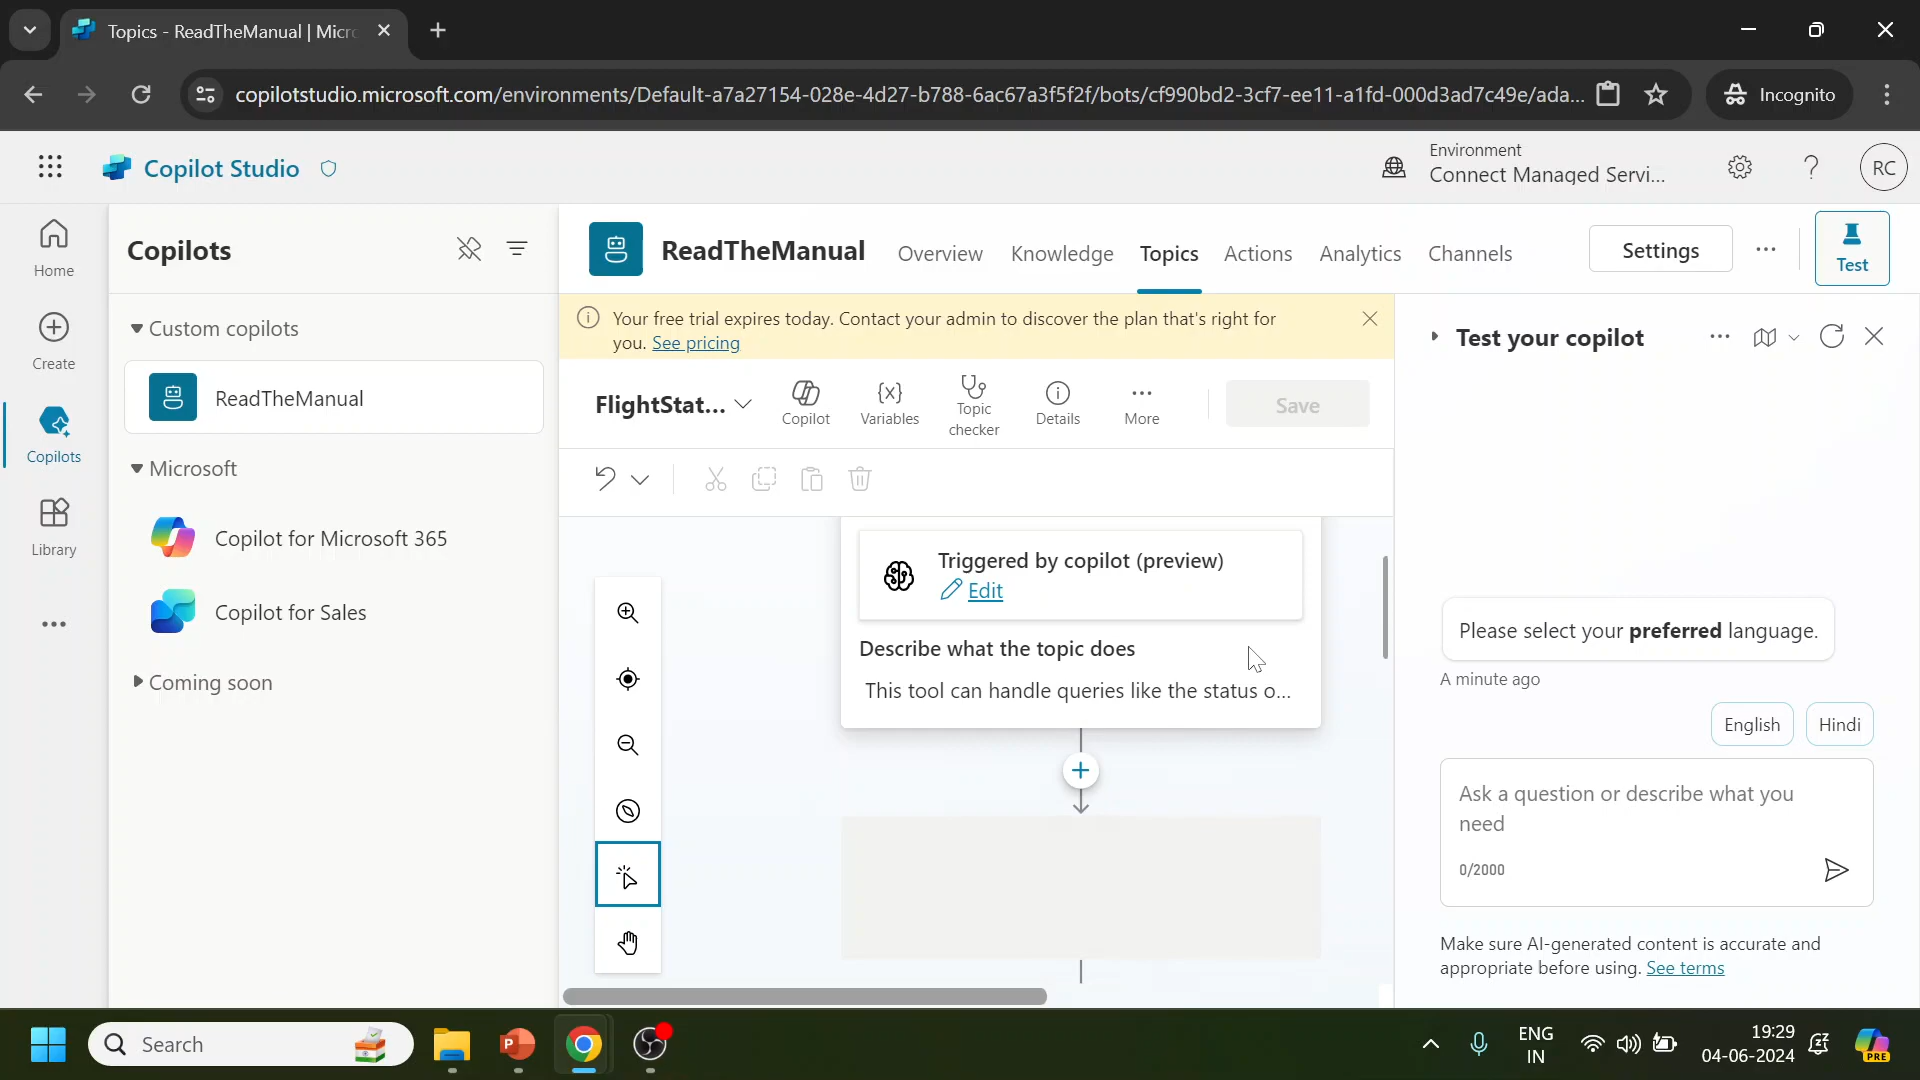 Topics - ReadTheManual | Micr
copilotstudio.microsoft.com/environments/Default-a7a27154-028e-4d27-b788-6ac67a3f5f2f/bots/cf990bd2-3cf7-ee11-a1fd-000d3ad7c49e/ada...
Incognito
Copilot Studio
Environment
Connect Managed Servi...
RC
Home
Create
Copilots
Library
Copilots
Custom copilots
ReadTheManual
Microsoft
Copilot for Microsoft 365
Copilot for Sales
Coming soon
ReadTheManual
Overview
Knowledge
Topics
Actions
Analytics
Channels
Settings
Test
Your free trial expires today. Contact your admin to discover the plan that's right for
you. See pricing
FlightStat...
Copilot
Variables
Topic
checker
Details
More
Save
Triggered by copilot (preview)
Edit
Describe what the topic does
This tool can handle queries like the status o...
Test your copilot
Please select your preferred language.
A minute ago
English
Hindi
Ask a question or describe what you
need
0/2000
Make sure AI-generated content is accurate and
appropriate before using. See terms
Search
ENG
IN
19:29
04-06-2024
PRE